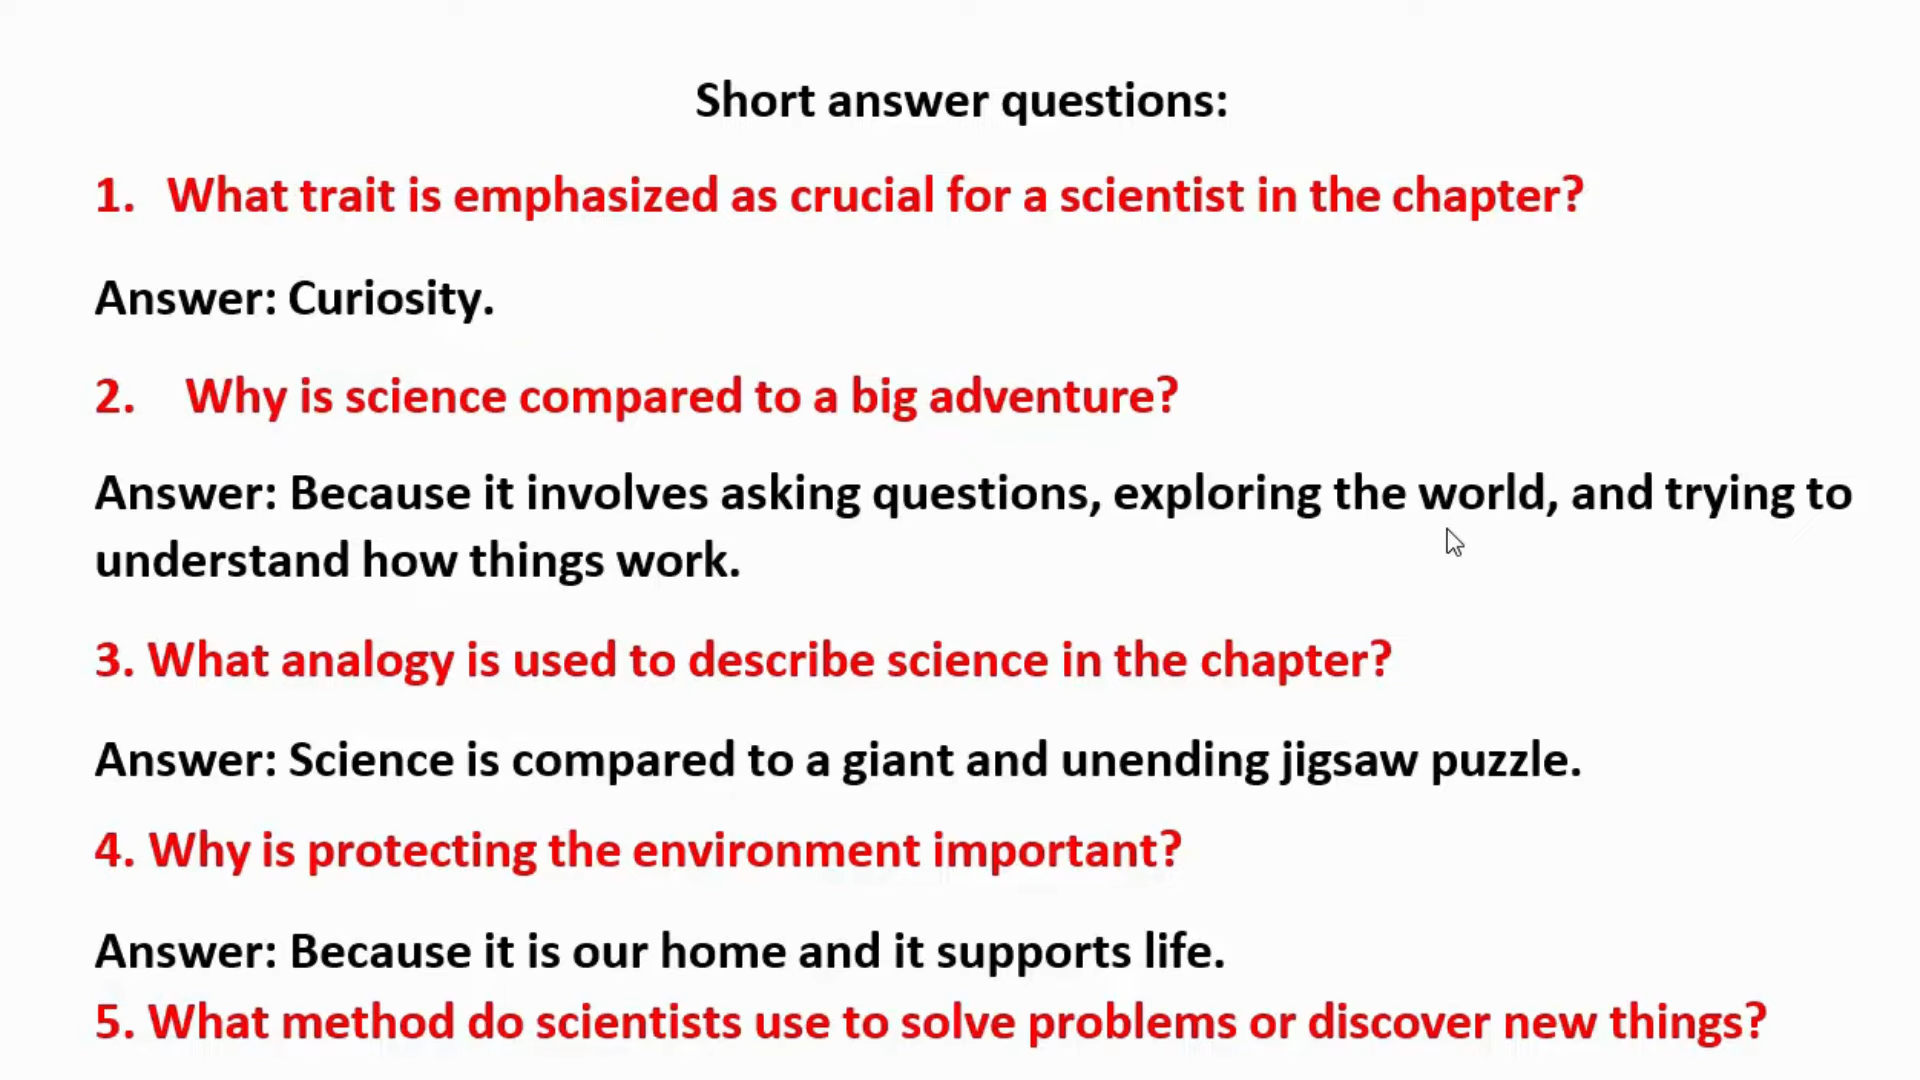 Short answer questions:
1. What trait is emphasized as crucial for a scientist in the chapter?
Answer: Curiosity.
2. Why is science compared to a big adventure?
Answer: Because it involves asking questions, exploring the world, and trying to
understand how things work.
3. What analogy is used to describe science in the chapter?
Answer: Science is compared to a giant and unending jigsaw puzzle.
4. Why is protecting the environment important?
Answer: Because it is our home and it supports life.
5. What method do scientists use to solve problems or discover new things?